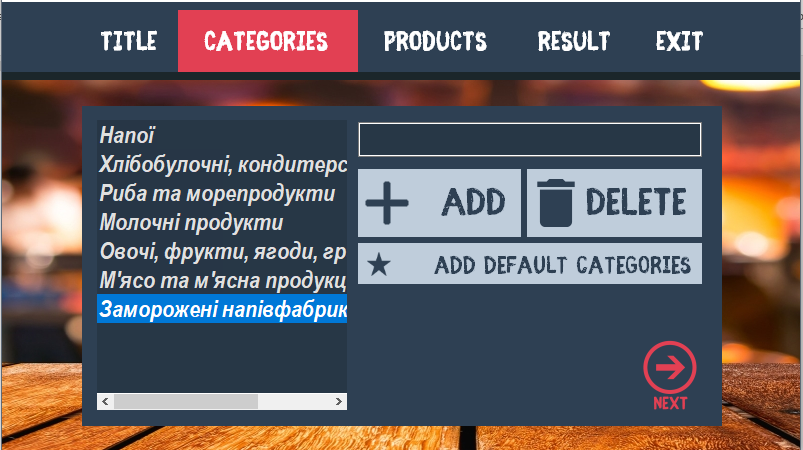 TITLE CATEGORIES PRODUCTS RESULT EXIT
Напої
Хлібобулочні, кондитерс
Риба та морепродукти
Молочні продукти
Овочі, фрукти, ягоди, гр
М'ясо та м'ясна продукц
Заморожені напівфабрик
ADD DELETE
ADD DEFAULT CATEGORIES
NEXT